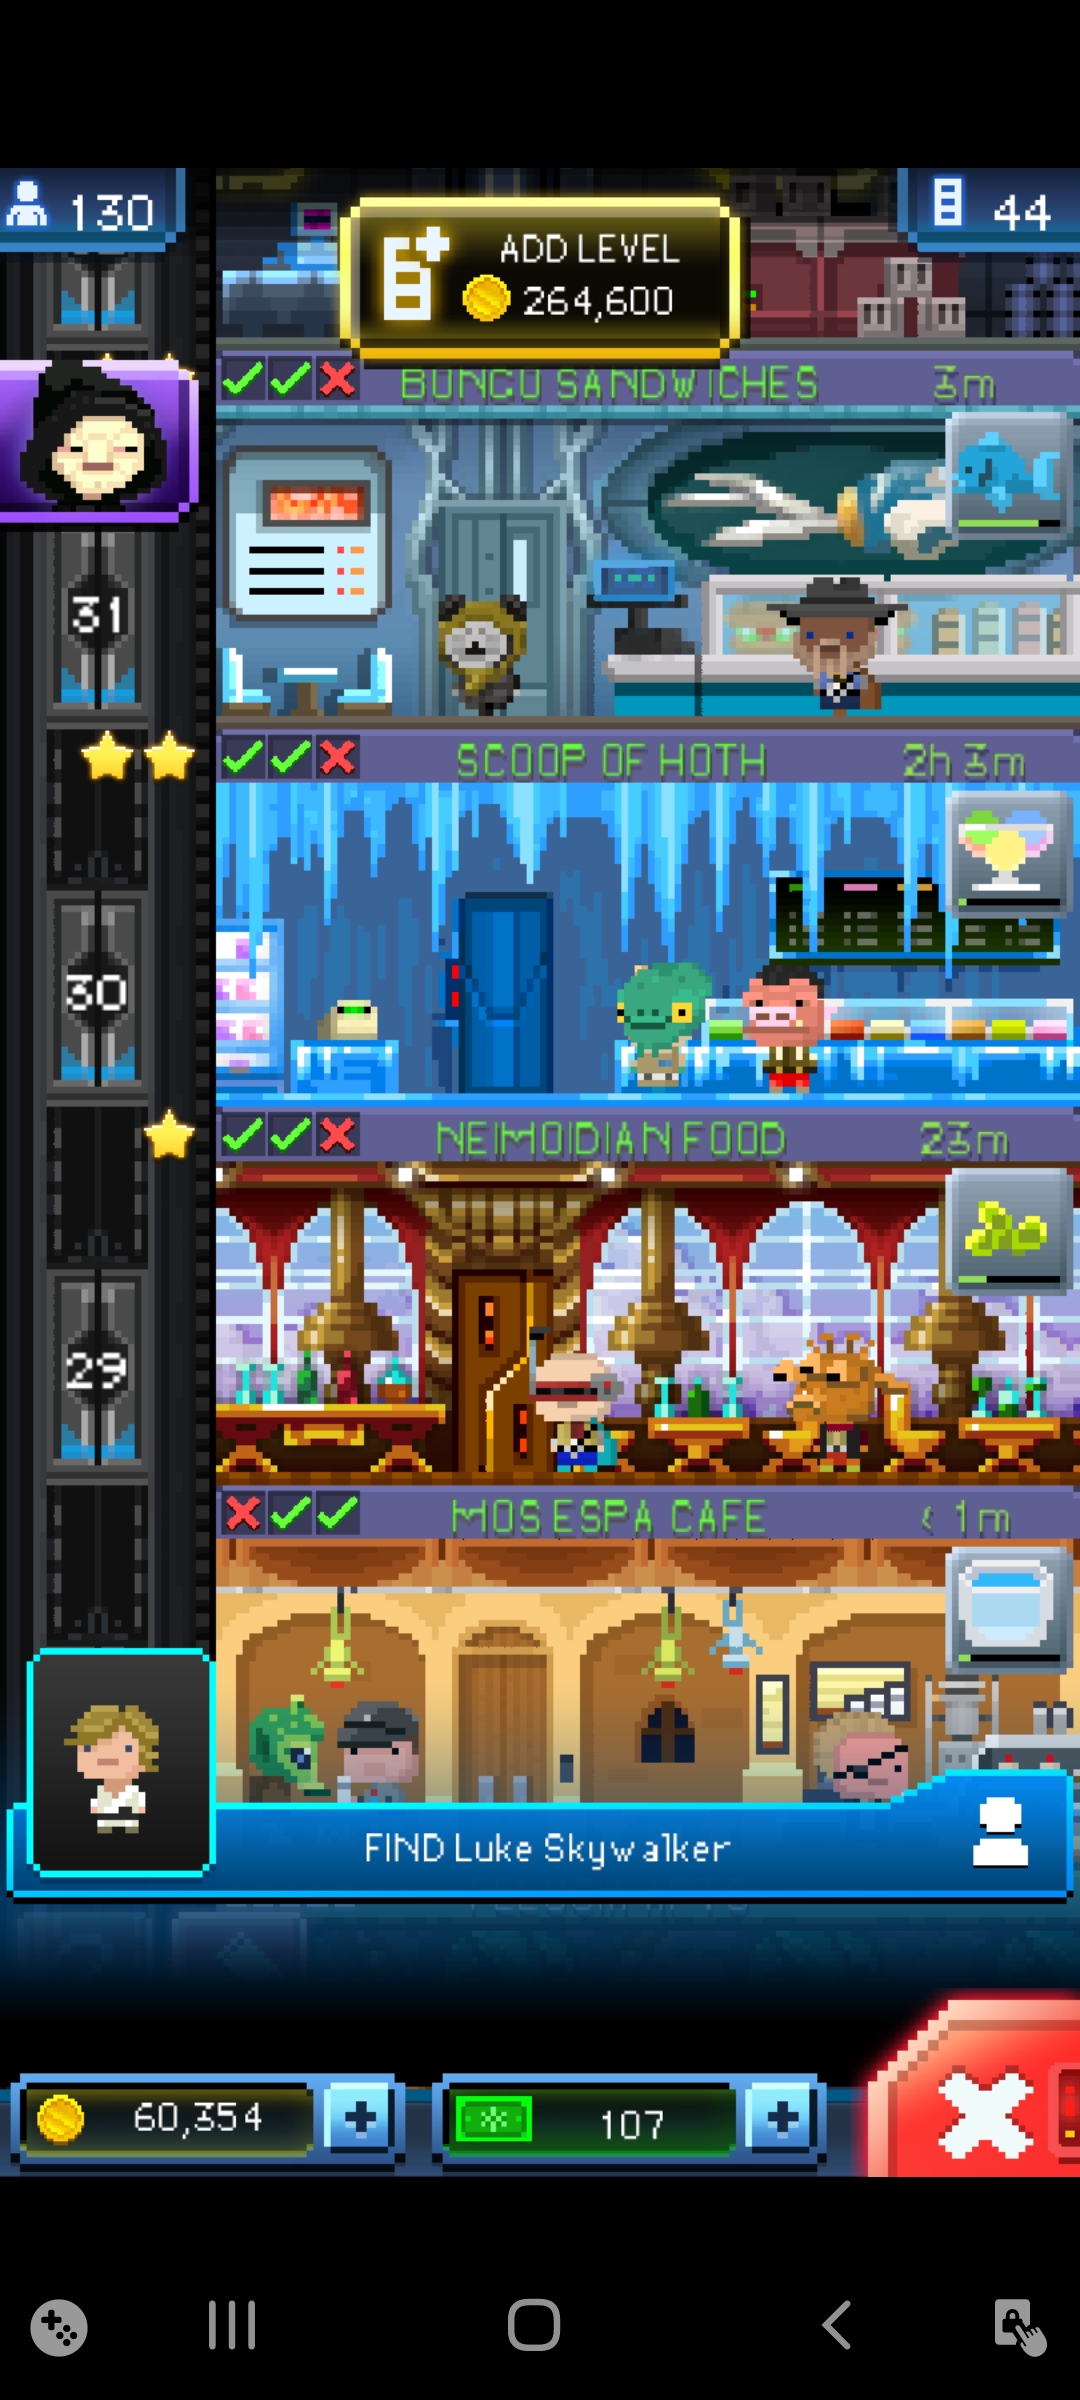 130
ADD LEVEL
264,600
44
BUNGU SANDWICHES 3m
31
SCOOP OF HOTH 2h 3m
30
NEIMOIDIAN FOOD 23m
29
MOS ESPA CAFE < 1m
FIND Luke Skywalker
60,354
107